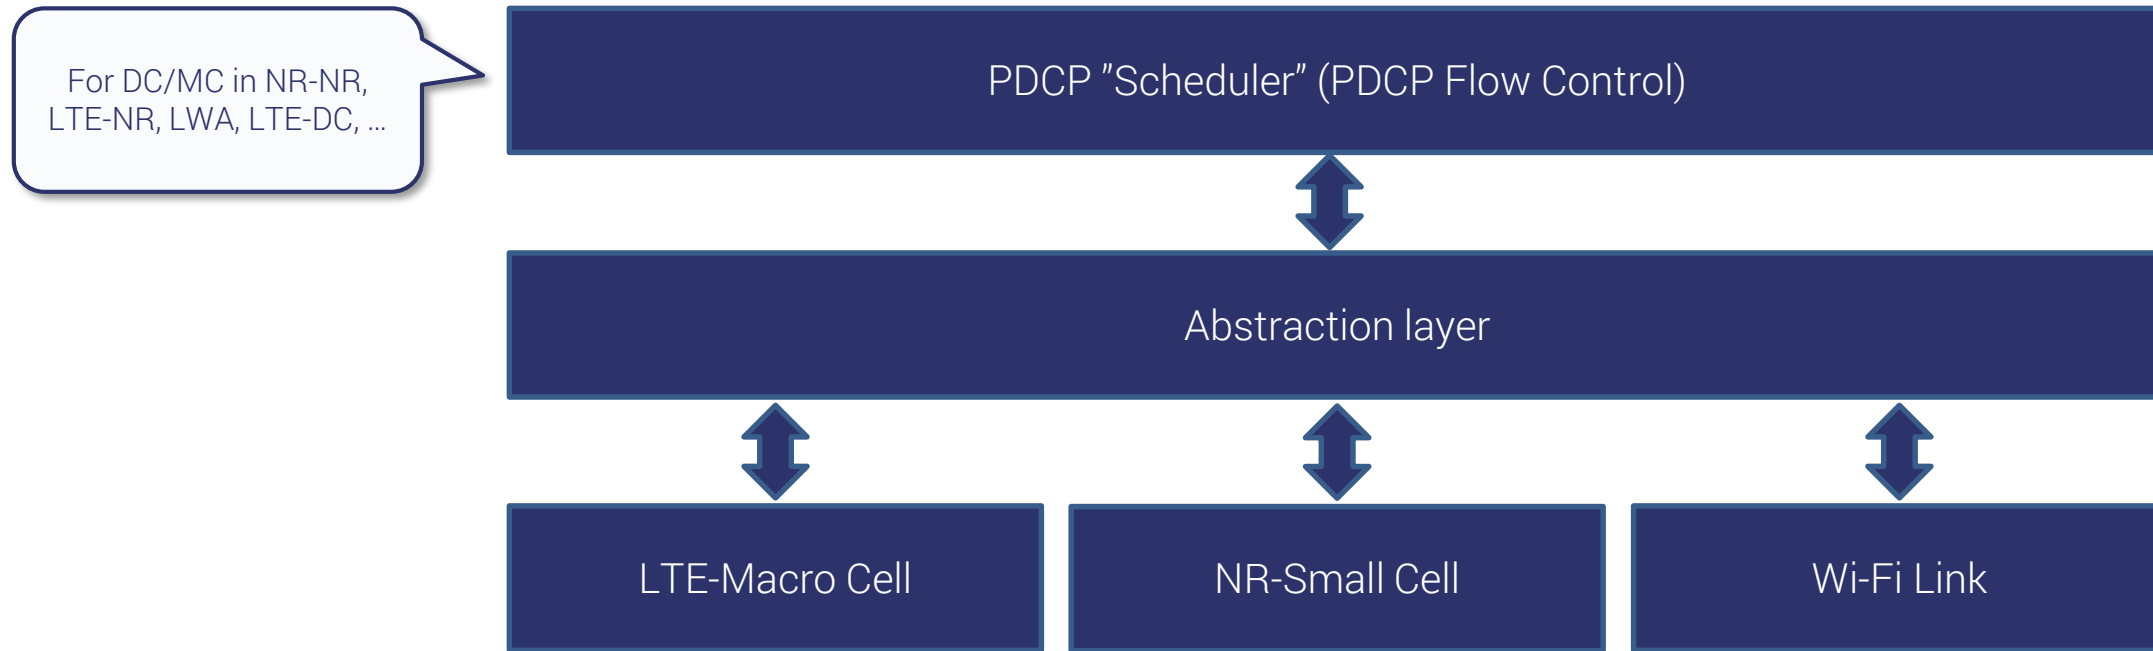 For DC/MC in NR-NR,
LTE-NR, LWA, LTE-DC, ...
PDCP ”Scheduler” (PDCP Flow Control)
Abstraction layer
LTE-Macro Cell
NR-Small Cell
Wi-Fi Link